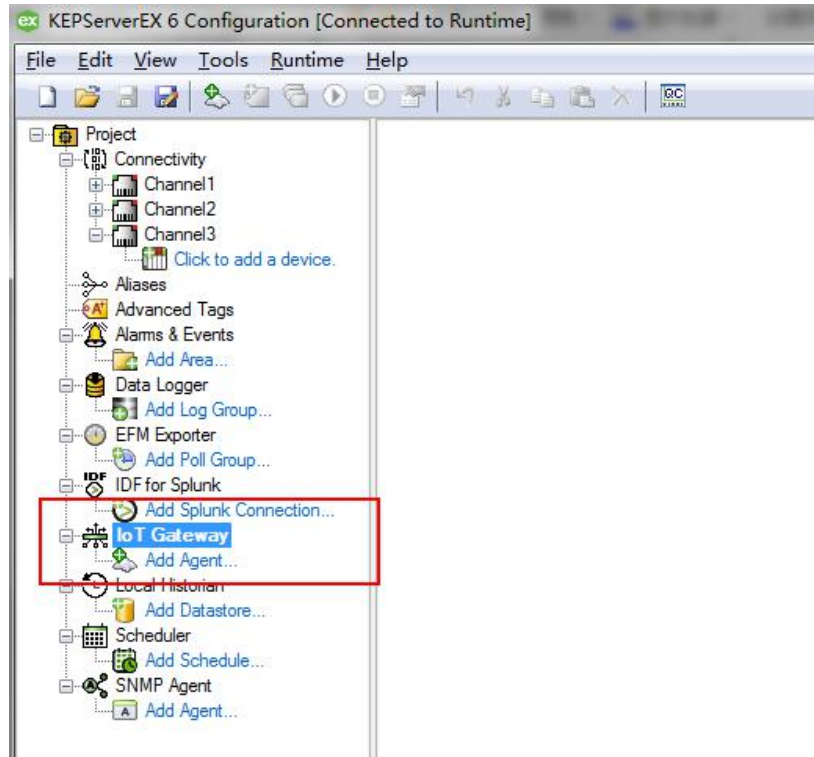 ex KEPServerEX 6 Configuration [Connected to Runtime]
File Edit View Tools Runtime Help
QC
Project
Connectivity
Channel1
Channel2
Channel3
Click to add a device.
Aliases
A+ Advanced Tags
Alarms & Events
Add Area...
Data Logger
Add Log Group...
EFM Exporter
Add Poll Group...
IDF IDF for Splunk
Add Splunk Connection...
IoT Gateway
Add Agent...
Local Historian
Add Datastore...
Scheduler
Add Schedule...
A SNMP Agent
A Add Agent...